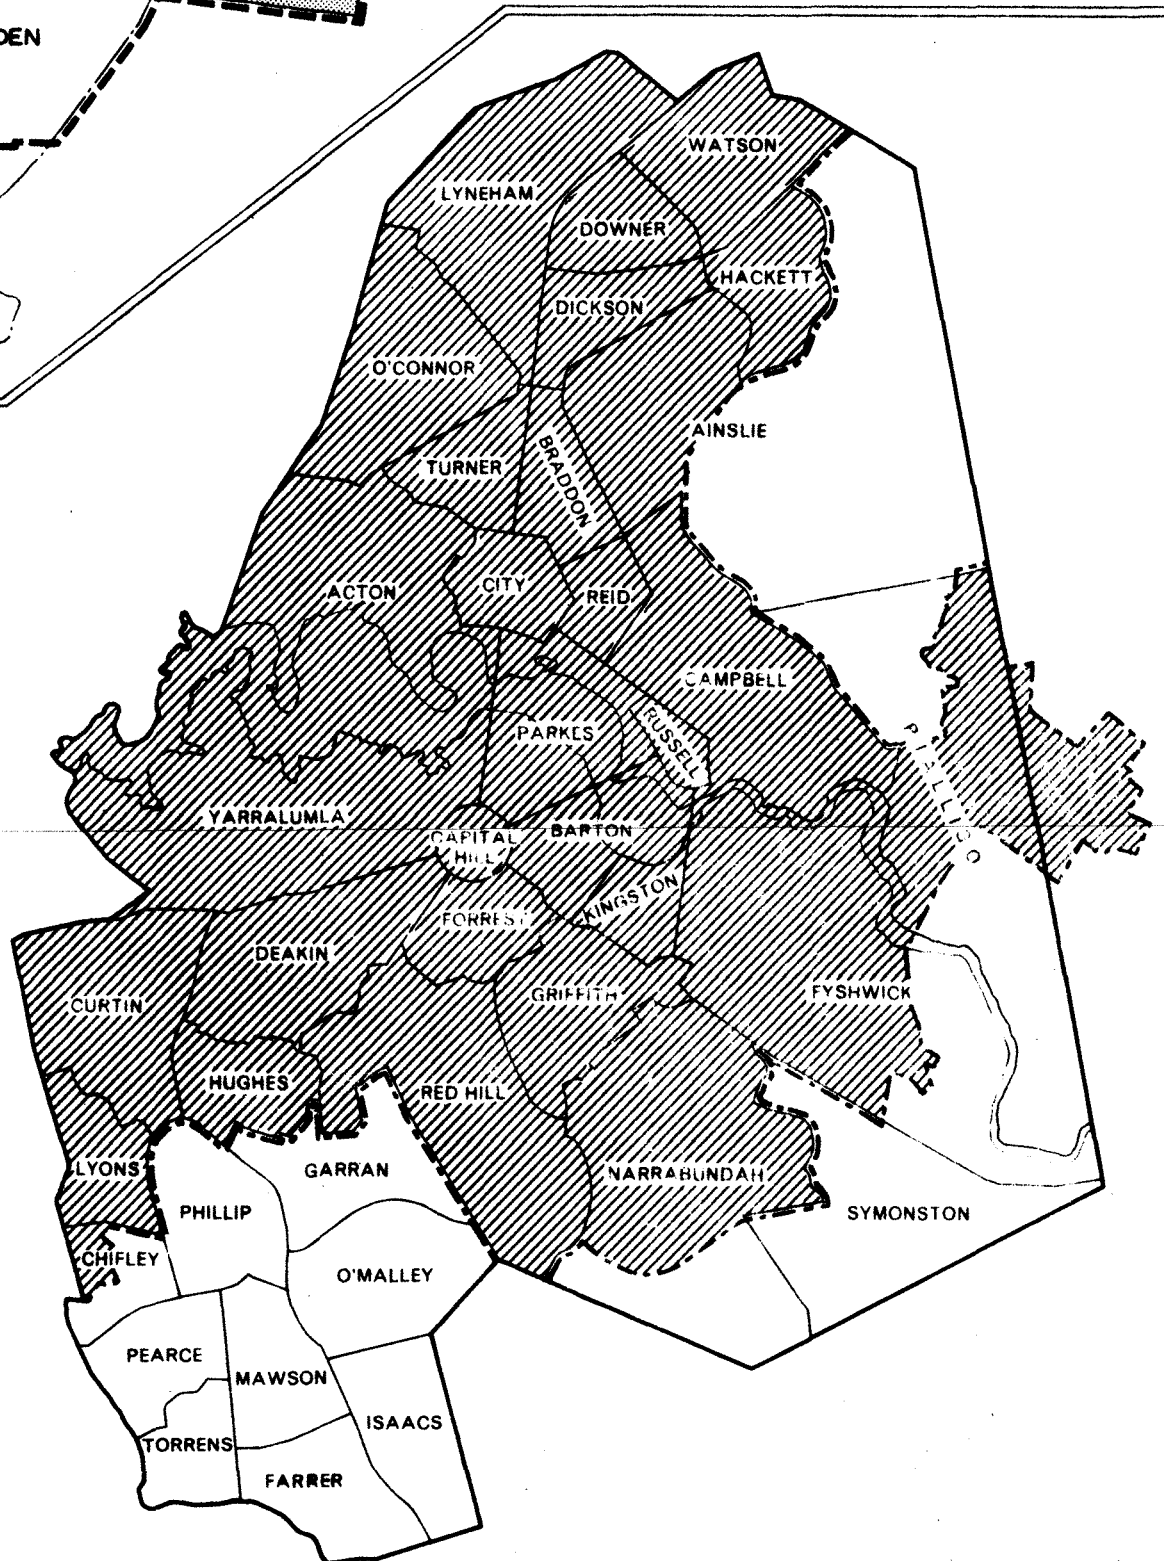 DEN
WATSON
LYNEHAM
DOWNER
HACKETT
DICKSON
O'CONNOR
AINSLIE
BRADDON
TURNER
CITY
ACTON
REID
CAMPBELL
PARKES
RUSSELL
PIALLIGO
YARRALUMLA
BARTON
CAPITAL
HILL
KINGSTON
FORREST
DEAKIN
GRIFFITH
FYSHWICK
CURTIN
HUGHES
RED HILL
LYONS
GARRAN
NARRABUNDAH
PHILLIP
SYMONSTON
CHIFLEY
O'MALLEY
PEARCE
MAWSON
ISAACS
TORRENS
FARRER